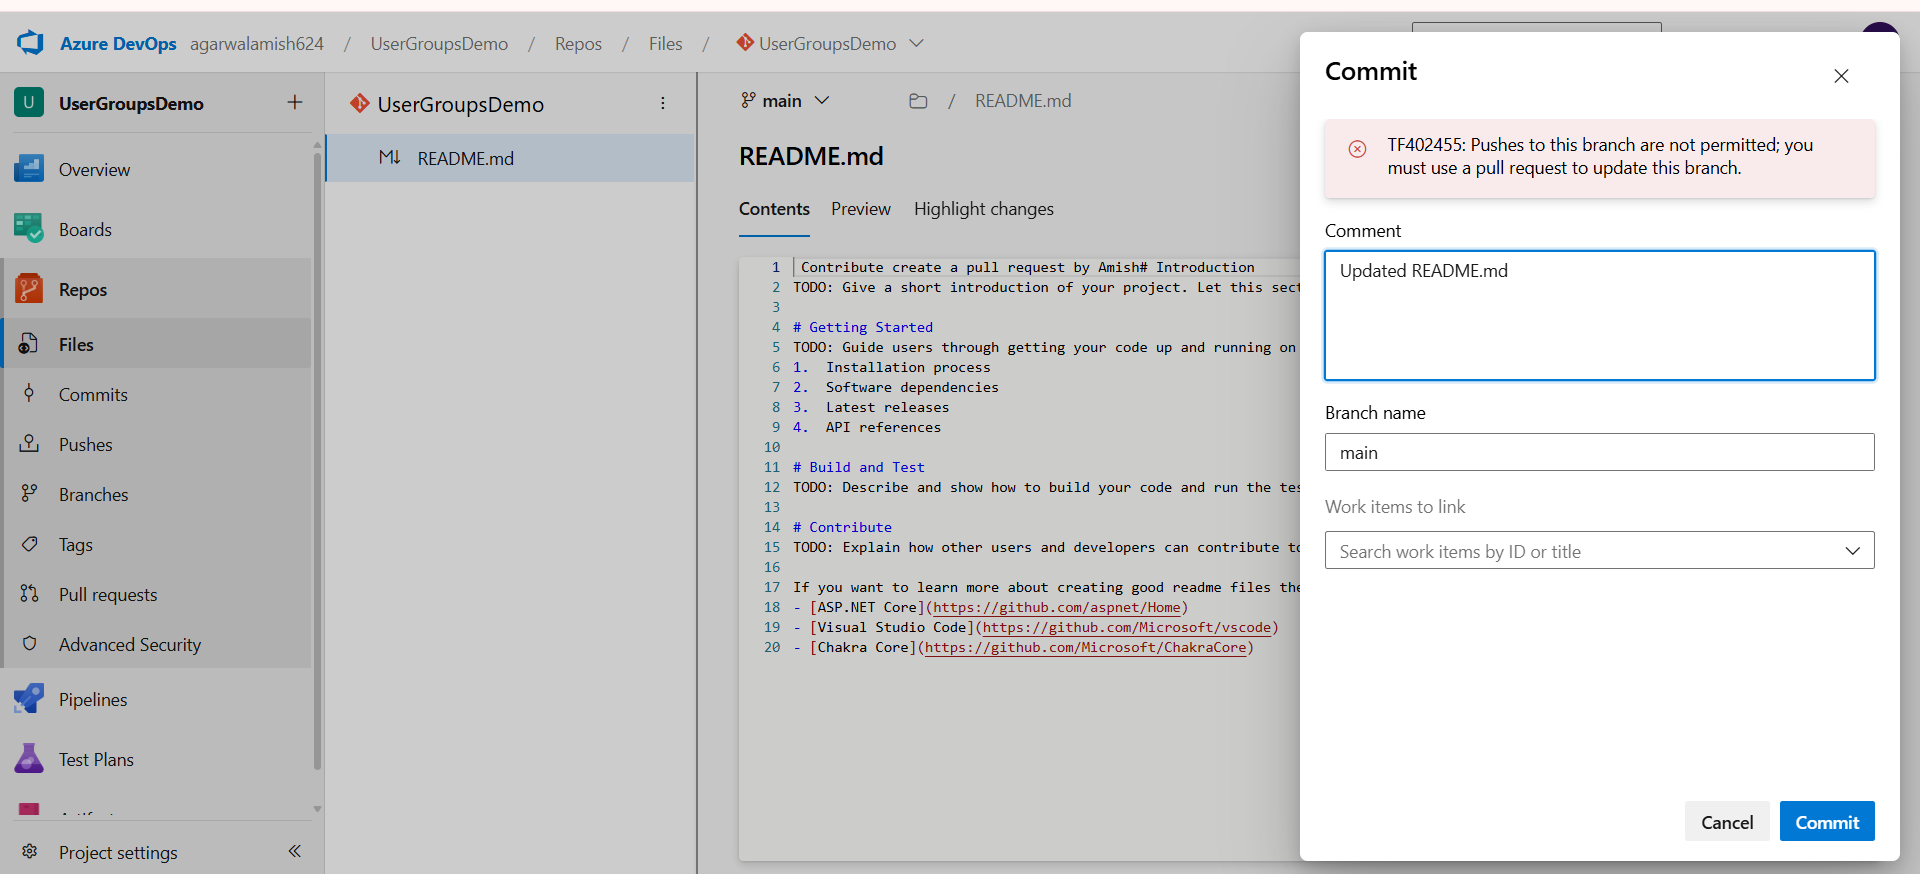 Azure DevOps agarwalamish624 / UserGroupsDemo / Repos / Files / UserGroupsDemo
U UserGroupsDemo
Overview
Boards
Repos
Files
Commits
Pushes
Branches
Tags
Pull requests
Advanced Security
Pipelines
Test Plans
Project settings
UserGroupsDemo
README.md
main / README.md
README.md
Contents Preview Highlight changes
1 Contribute create a pull request by Amish# Introduction
2 TODO: Give a short introduction of your project. Let this sect
3
4 # Getting Started
5 TODO: Guide users through getting your code up and running on
6 1. Installation process
7 2. Software dependencies
8 3. Latest releases
9 4. API references
10
11 # Build and Test
12 TODO: Describe and show how to build your code and run the tes
13
14 # Contribute
15 TODO: Explain how other users and developers can contribute to
16
17 If you want to learn more about creating good readme files the
18 - [ASP.NET Core](https://github.com/aspnet/Home)
19 - [Visual Studio Code](https://github.com/Microsoft/vscode)
20 - [Chakra Core](https://github.com/Microsoft/ChakraCore)
Commit
TF402455: Pushes to this branch are not permitted; you
must use a pull request to update this branch.
Comment
Updated README.md
Branch name
main
Work items to link
Search work items by ID or title
Cancel Commit